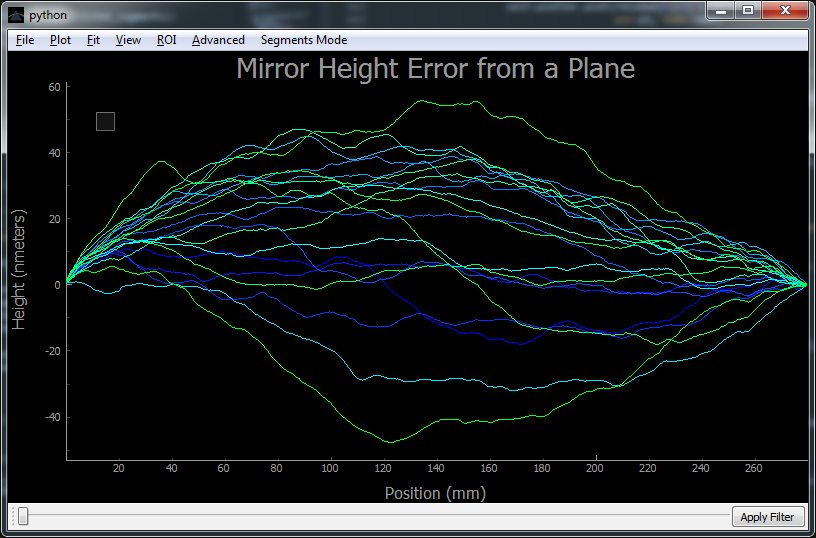 python
File Plot Fit View ROI Advanced Segments Mode
Mirror Height Error from a Plane
60
40
20
0
-20
-40
Height (nmeters)
20 40 60 80 100 120 140 160 180 200 220 240 260
Position (mm)
Apply Filter